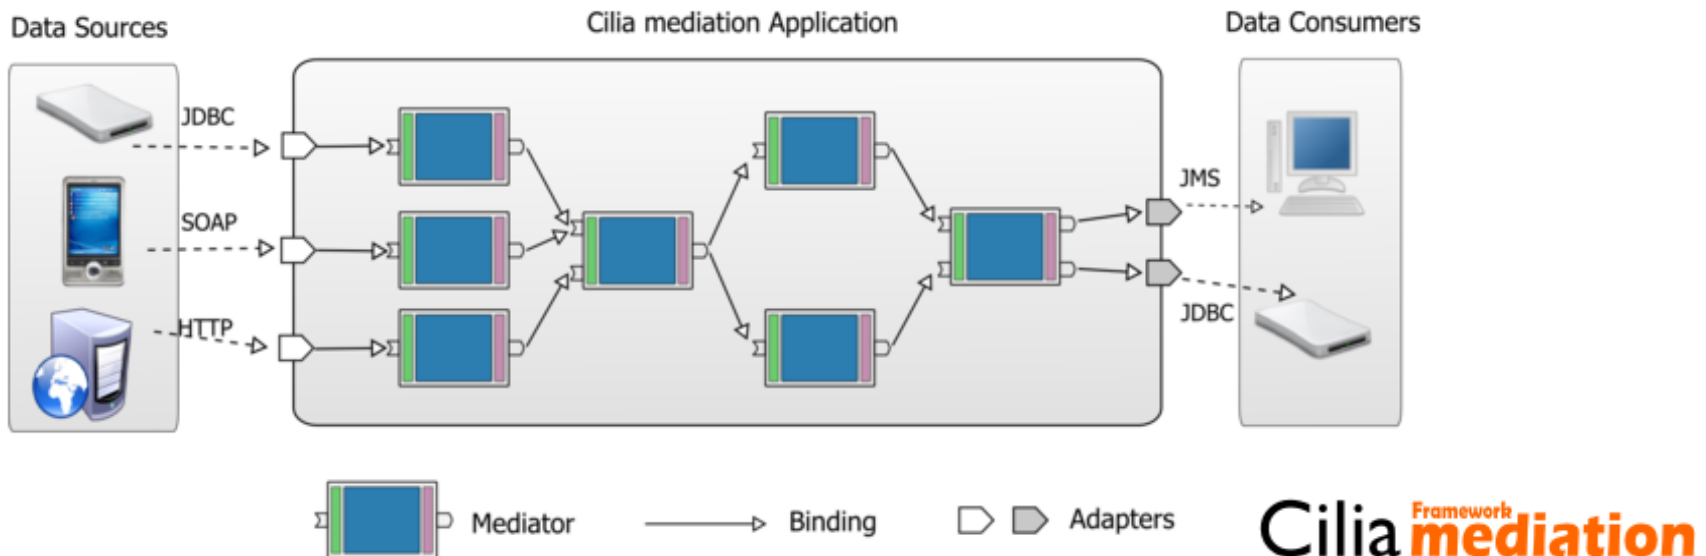 Data Sources
Cilia mediation Application
Data Consumers
JDBC
SOAP
HTTP
JMS
JDBC
Mediator
Binding
Adapters
Cilia Framework mediation